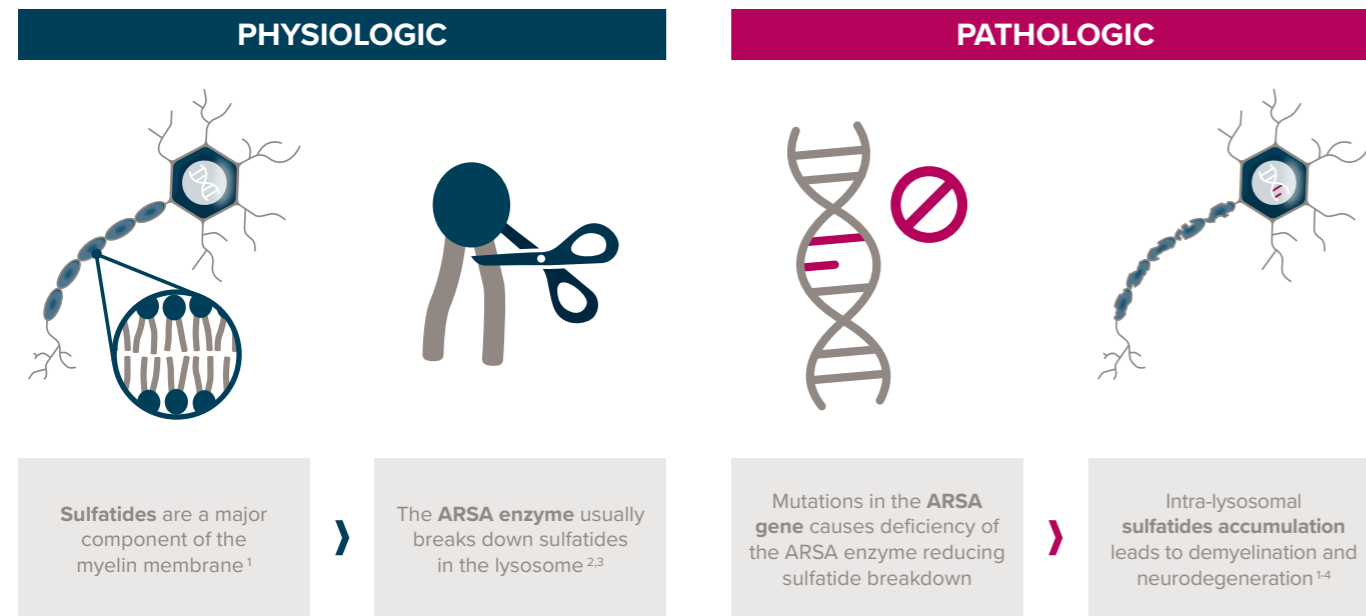 PHYSIOLOGIC
PATHOLOGIC
Sulfatides are a major
component of the
myelin membrane 1
The ARSA enzyme usually
breaks down sulfatides
in the lysosome 2,3
Mutations in the ARSA
gene causes deficiency of
the ARSA enzyme reducing
sulfatide breakdown
Intra-lysosomal
sulfatides accumulation
leads to demyelination and
neurodegeneration 1-4